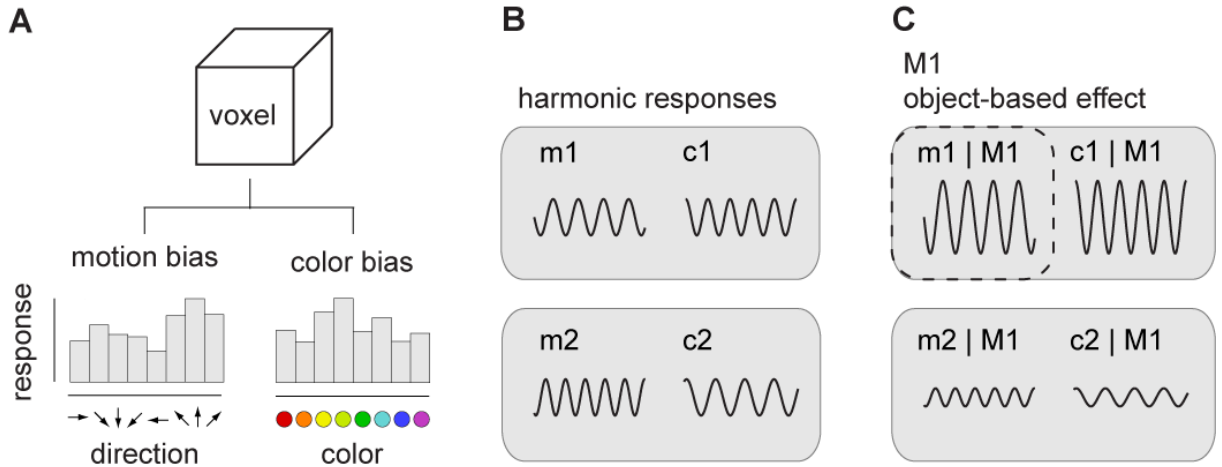 A
voxel
motion bias
color bias
response
direction
color
B
harmonic responses
m1
c1
m2
c2
C
M1
object-based effect
m1 | M1
c1 | M1
m2 | M1
c2 | M1